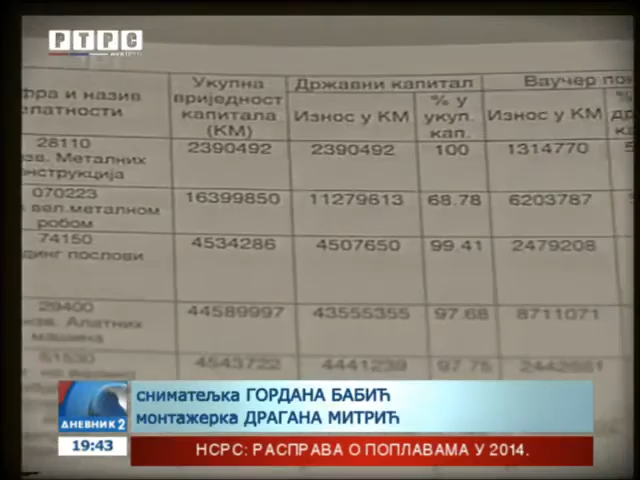 РТРС
фра и назив
елатности
Укупна
вриједност
капитала
(КМ)
Државни капитал
Износ у КМ
% у
укуп.
кап.
Ваучер
Износ у КМ
28110
Металних
2390492
2390492
100
1314770
070223
вел.металном
робом
16399850
11279613
68.78
6203787
74150
пословы
4534286
4507650
99.41
2479208
29400
Алатних
машина
44589997
43555355
97.68
8711071
4543722
4441239
97.75
сниматељка ГОРДАНА БАБИЋ
монтажерка ДРАГАНА МИТРИЋ
ДНЕВНИК 2
19:43
НСРС: РАСПРАВА О ПОПЛАВАМА У 2014.